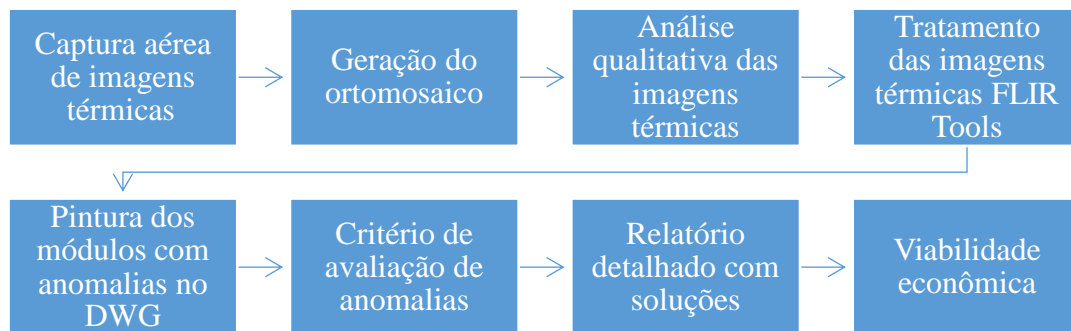 Captura aérea
de imagens
térmicas
Geração do
ortomosaico
Análise
qualitativa das
imagens
térmicas
Tratamento
das imagens
térmicas FLIR
Tools
Pintura dos
módulos com
anomalias no
DWG
Critério de
avaliação de
anomalias
Relatório
detalhado com
soluções
Viabilidade
econômica